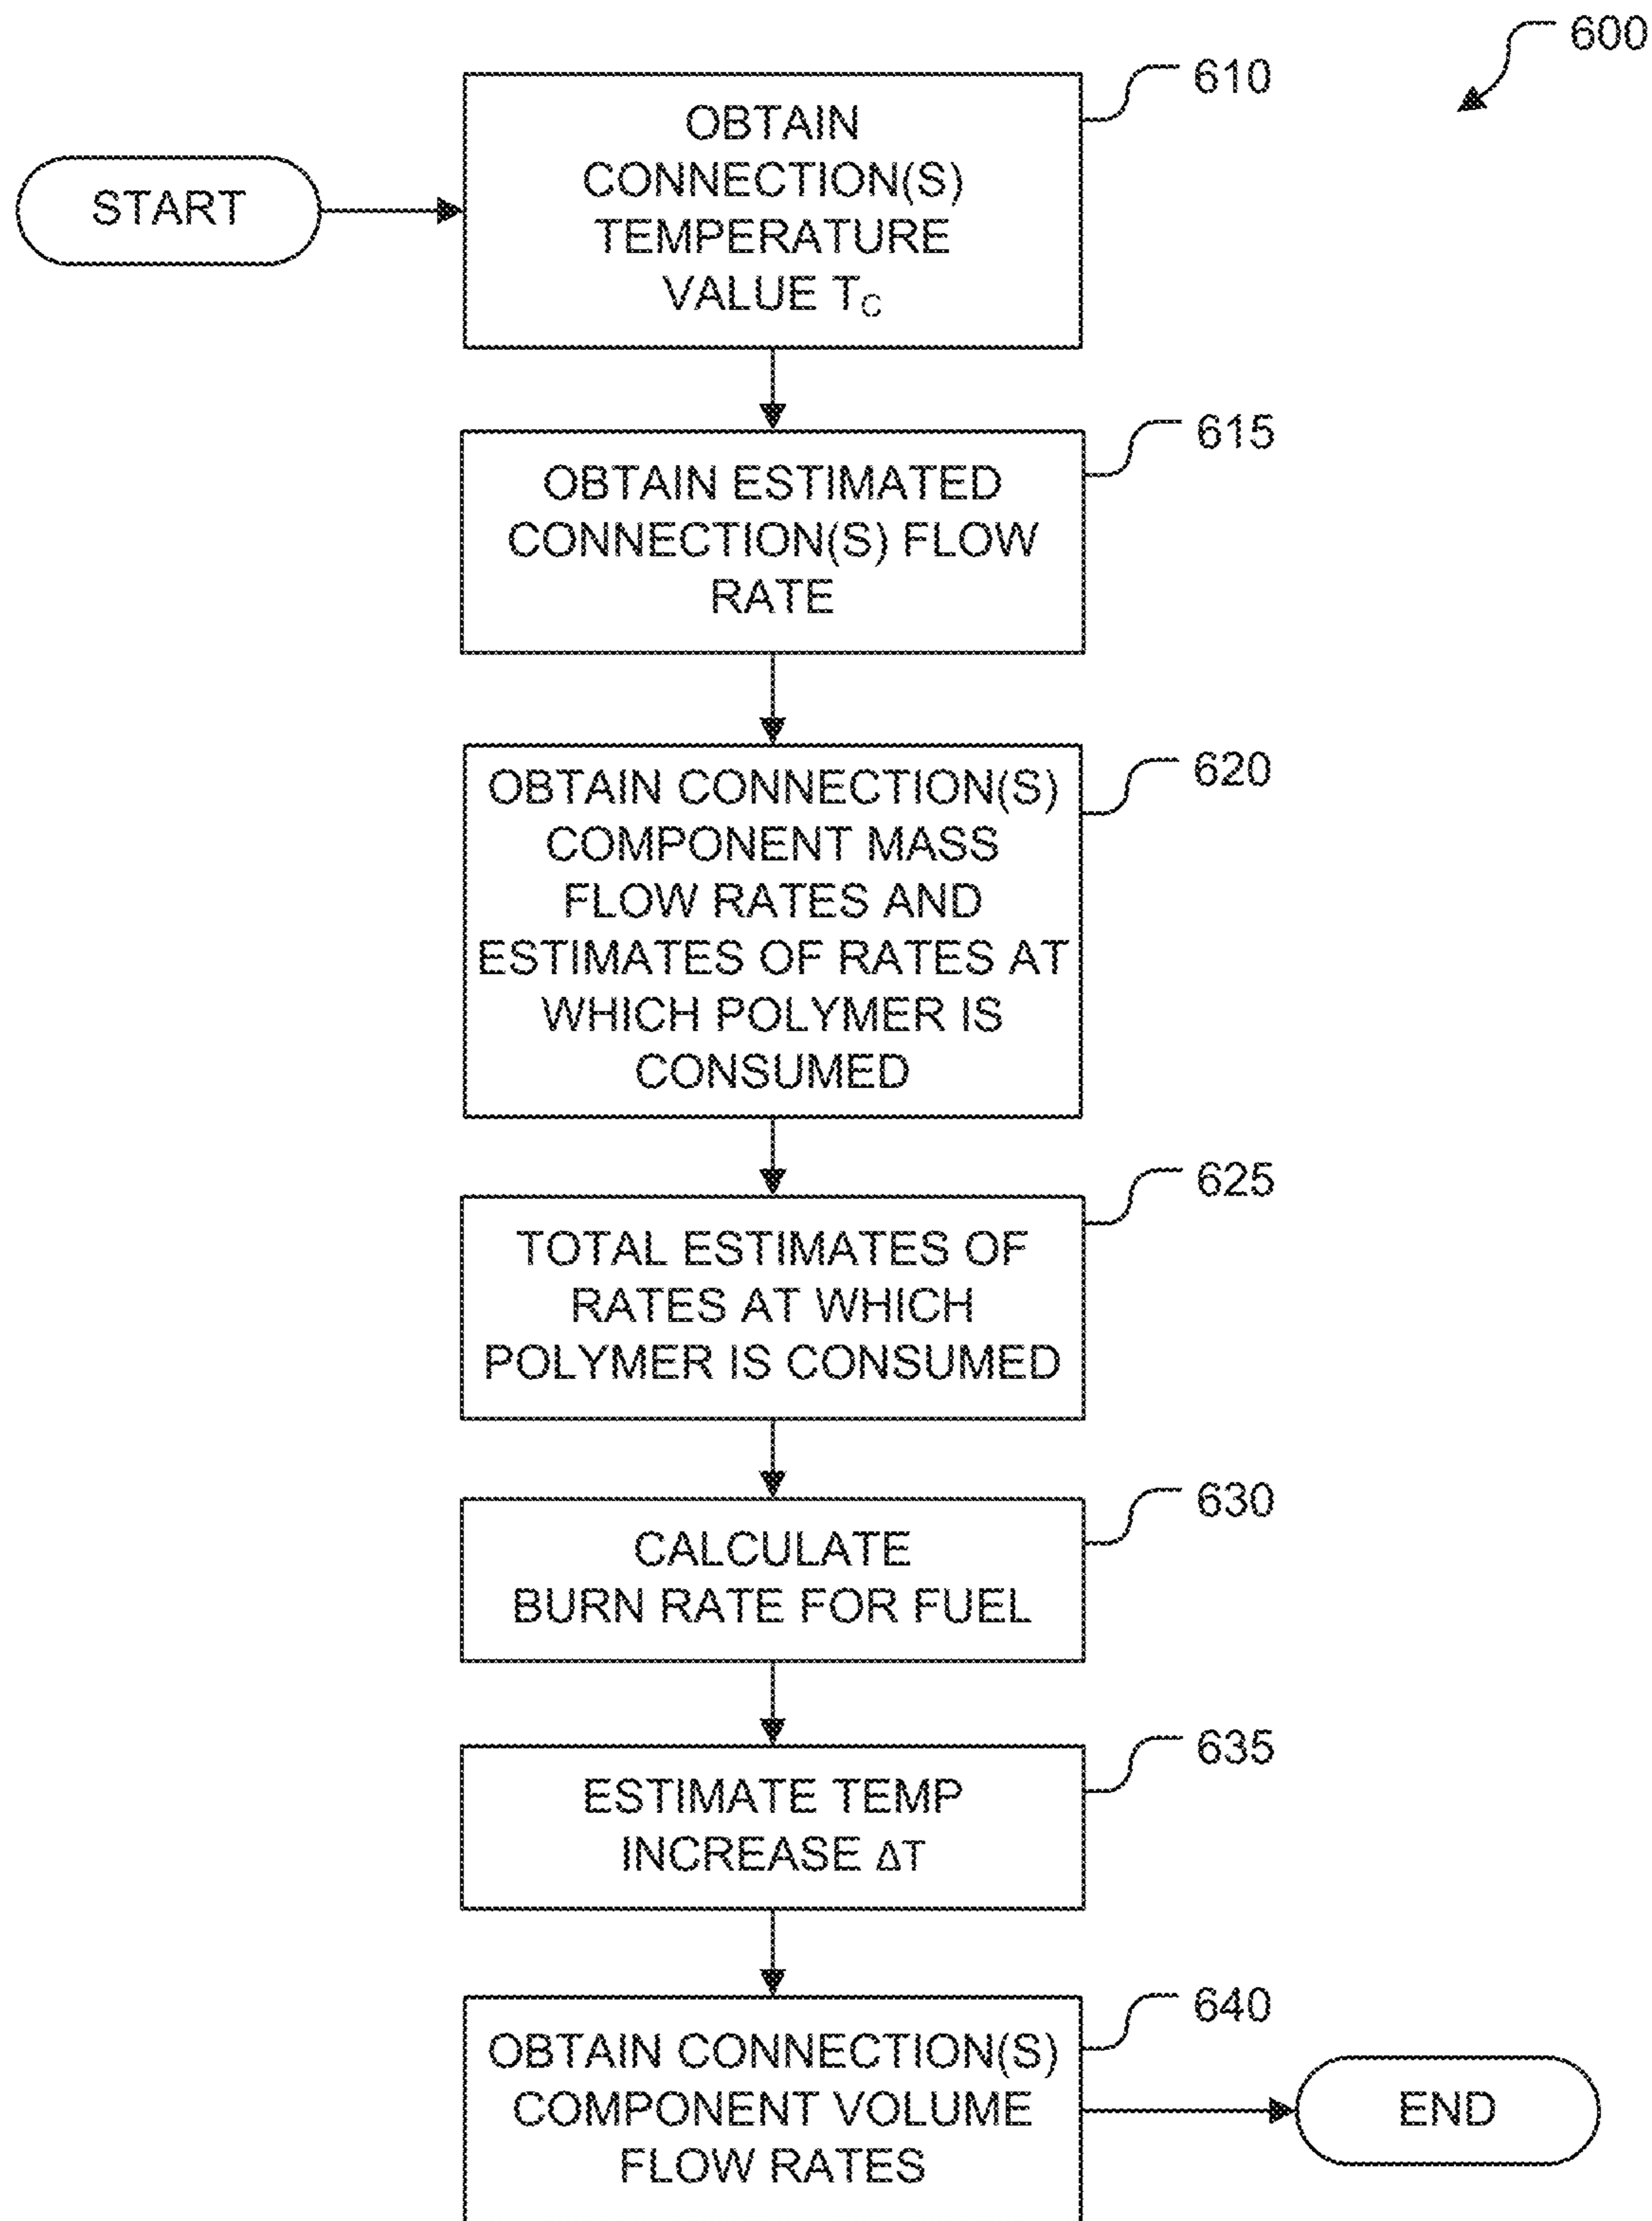 600
610
OBTAIN
CONNECTION(S)
TEMPERATURE
VALUE TC
START
615
OBTAIN ESTIMATED
CONNECTION(S) FLOW
RATE
620
OBTAIN CONNECTION(S)
COMPONENT MASS
FLOW RATES AND
ESTIMATES OF RATES AT
WHICH POLYMER IS
CONSUMED
625
TOTAL ESTIMATES OF
RATES AT WHICH
POLYMER IS CONSUMED
630
CALCULATE
BURN RATE FOR FUEL
635
ESTIMATE TEMP
INCREASE ΔT
640
OBTAIN CONNECTION(S)
COMPONENT VOLUME
FLOW RATES
END